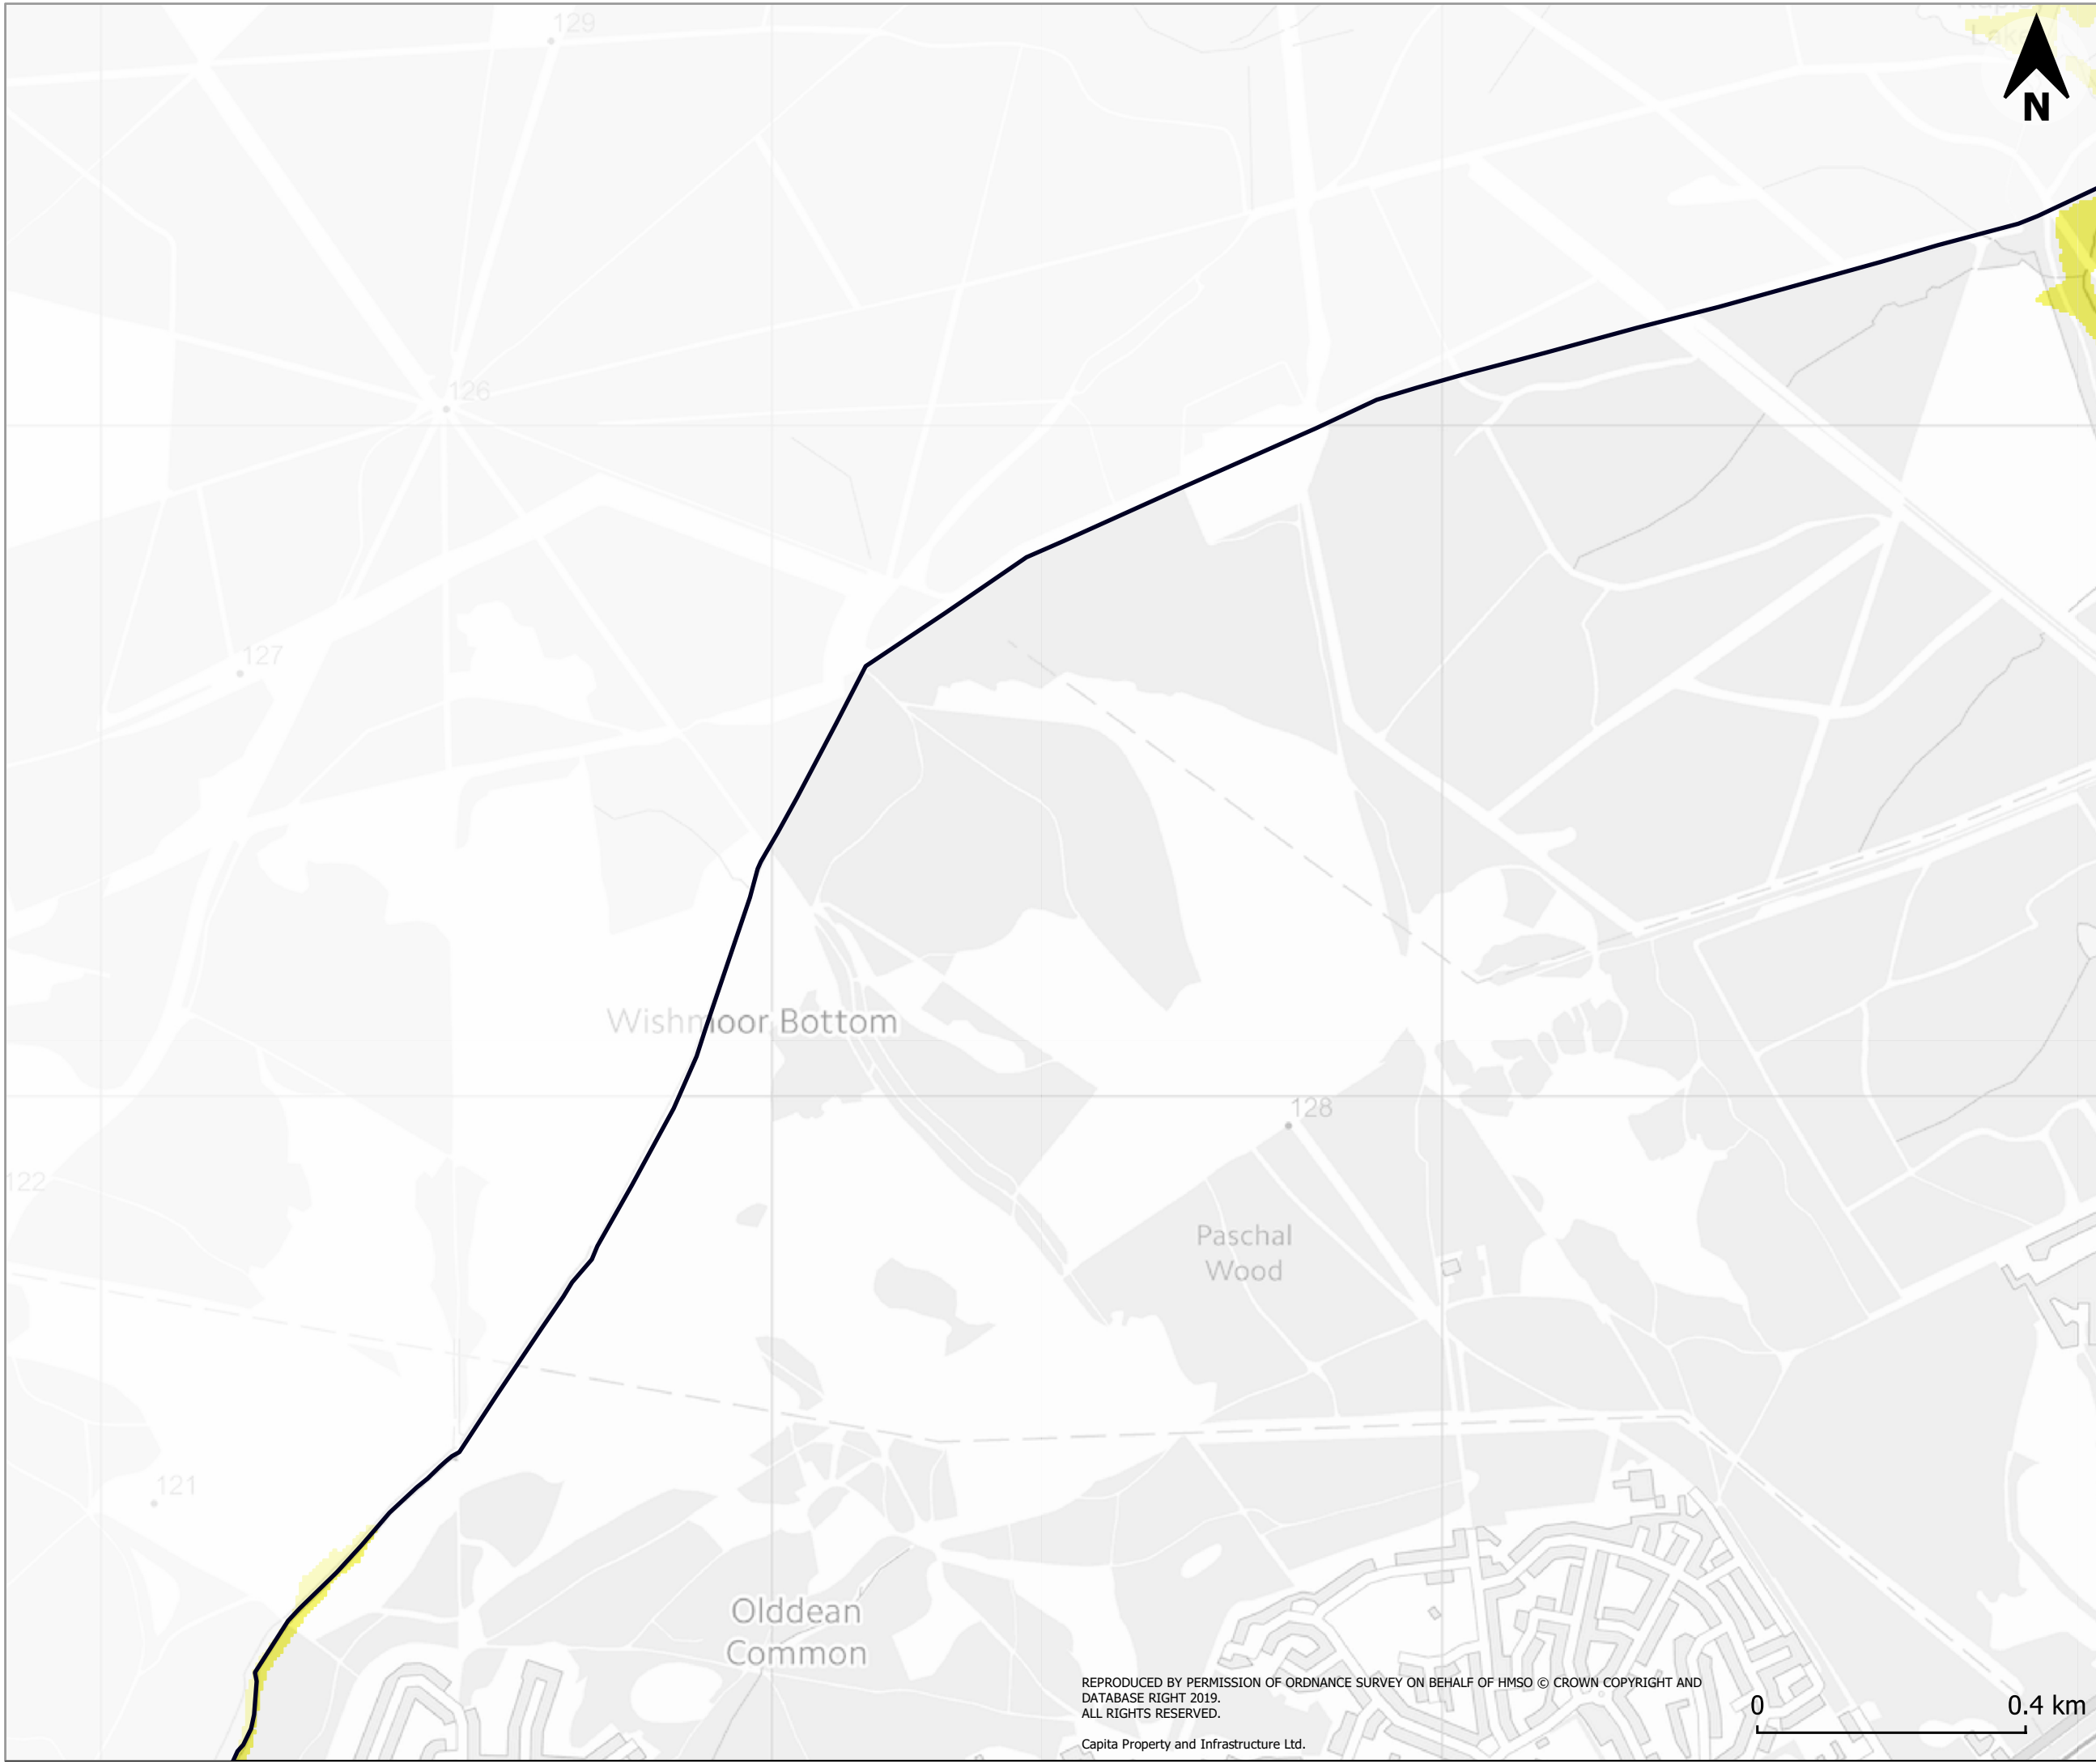 129
Lake
N
126
127
Wishmoor Bottom
128
122
Paschal
Wood
121
Olddean
Common
REPRODUCED BY PERMISSION OF ORDNANCE SURVEY ON BEHALF OF HMSO © CROWN COPYRIGHT AND
DATABASE RIGHT 2019.
ALL RIGHTS RESERVED.
Capita Property and Infrastructure Ltd.
0 0.4 km